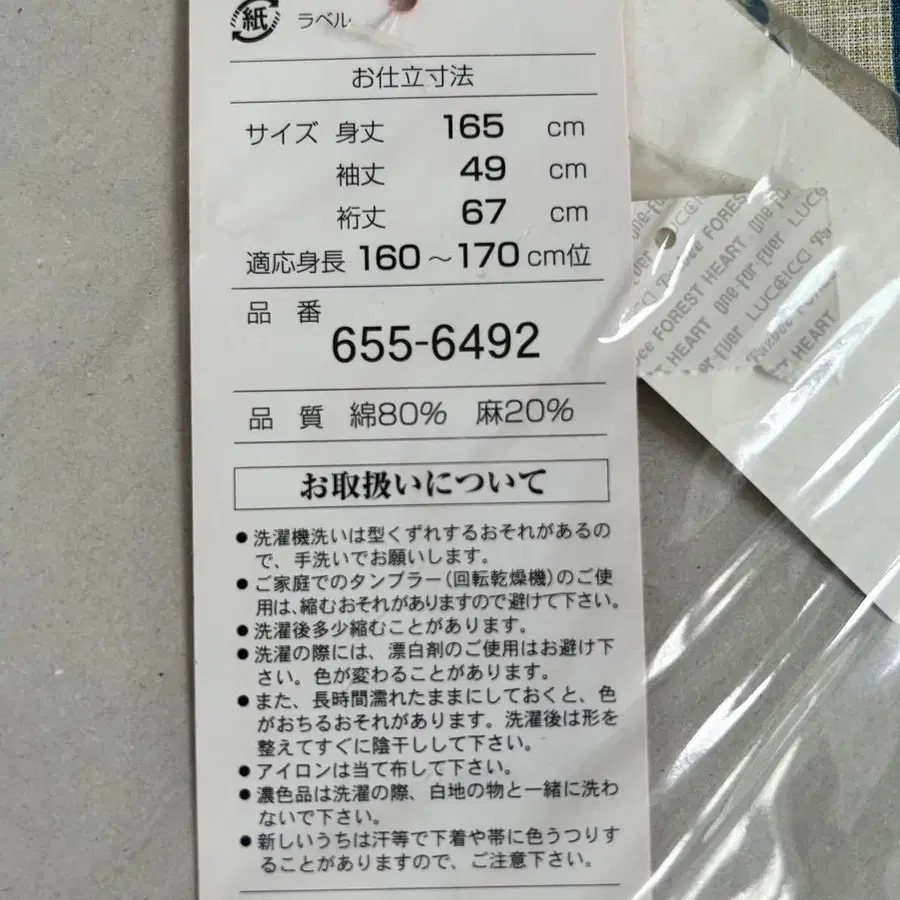 紙 ラベル
お仕立寸法
サイズ 身丈 165 cm
袖丈 49 cm
裄丈 67 cm
適応身長 160～170cm位
品番
655-6492
品質 綿80% 麻20%
お取扱いについて
●洗濯機洗いは型くずれするおそれがあるの
で、手洗いでお願いします。
●ご家庭でのタンブラー(回転乾燥機)のご使
用は、縮むおそれがありますので避けて下さい。
●洗濯後多少縮むことがあります。
●洗濯の際には、漂白剤のご使用はお避け下
さい。色が変わることがあります。
●また、長時間濡れたままにしておくと、色
がおちるおそれがあります。洗濯後は形を
整えてすぐに陰干しして下さい。
●アイロンは当て布して下さい。
●濃色品は洗濯の際、白地の物と一緒に洗わ
ないで下さい。
●新しいうちは汗等で下着や帯に色うつりす
ることがありますので、ご注意下さい。
FOREST HEART One-For
HEART